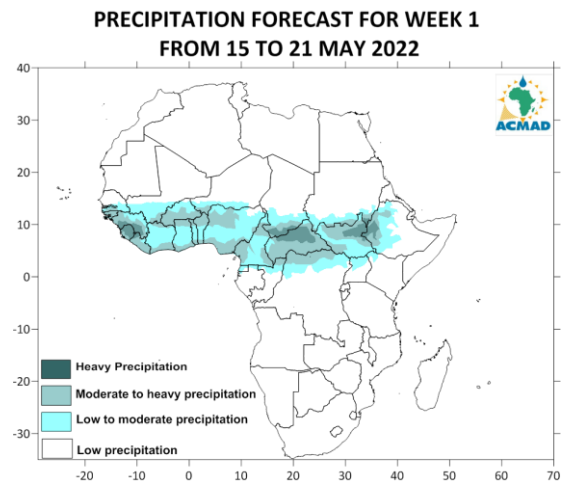 PRECIPITATION FORECAST FOR WEEK 1
FROM 15 TO 21 MAY 2022
ACMAD
40
30
20
10
0
-10
-20
-30
Heavy Precipitation
Moderate to heavy precipitation
Low to moderate precipitation
Low precipitation
-20 -10 0 10 20 30 40 50 60 70